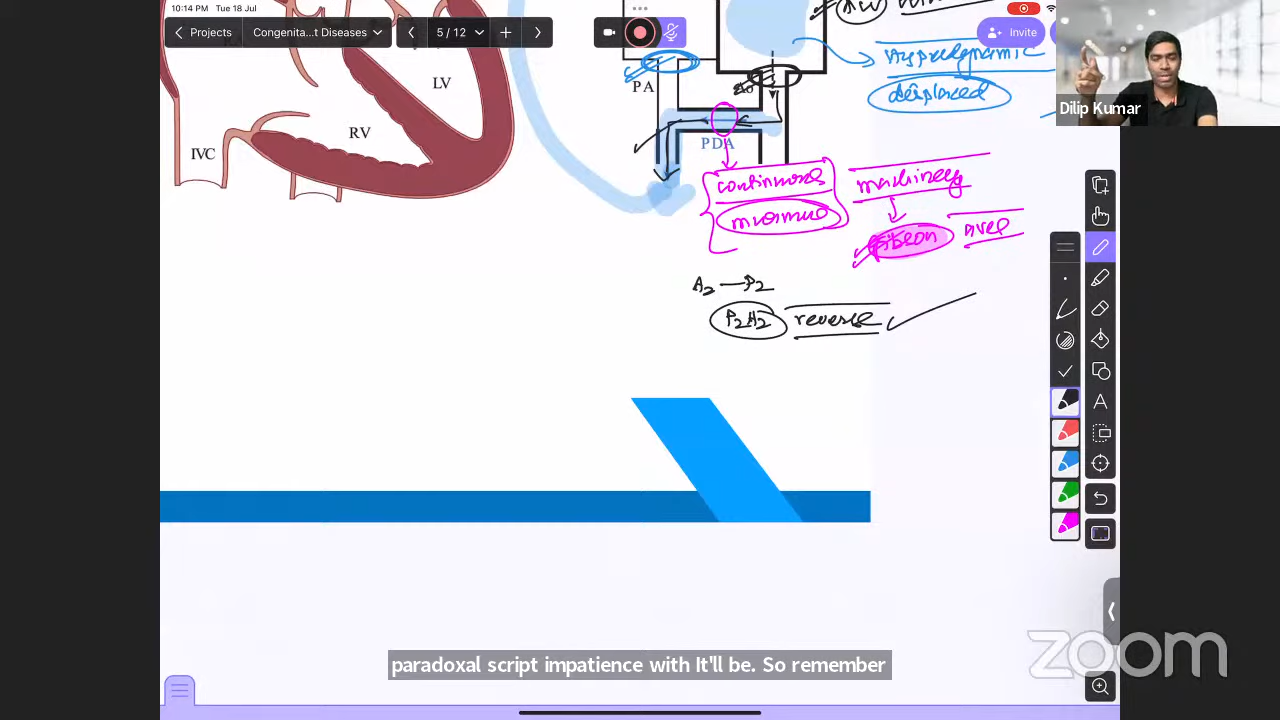 10:14 PM Tue 18 Jul
Projects
Congenita...t Diseases
5 / 12
Invite
hyperdynamic
displaced
Dilip Kumar
LV
RV
IVC
PA
Ao
PDA
continuous
murmur
machinery
Gibson
A2 — P2
P2 A2 reverse
paradoxal script impatience with It'll be. So remember
zoom